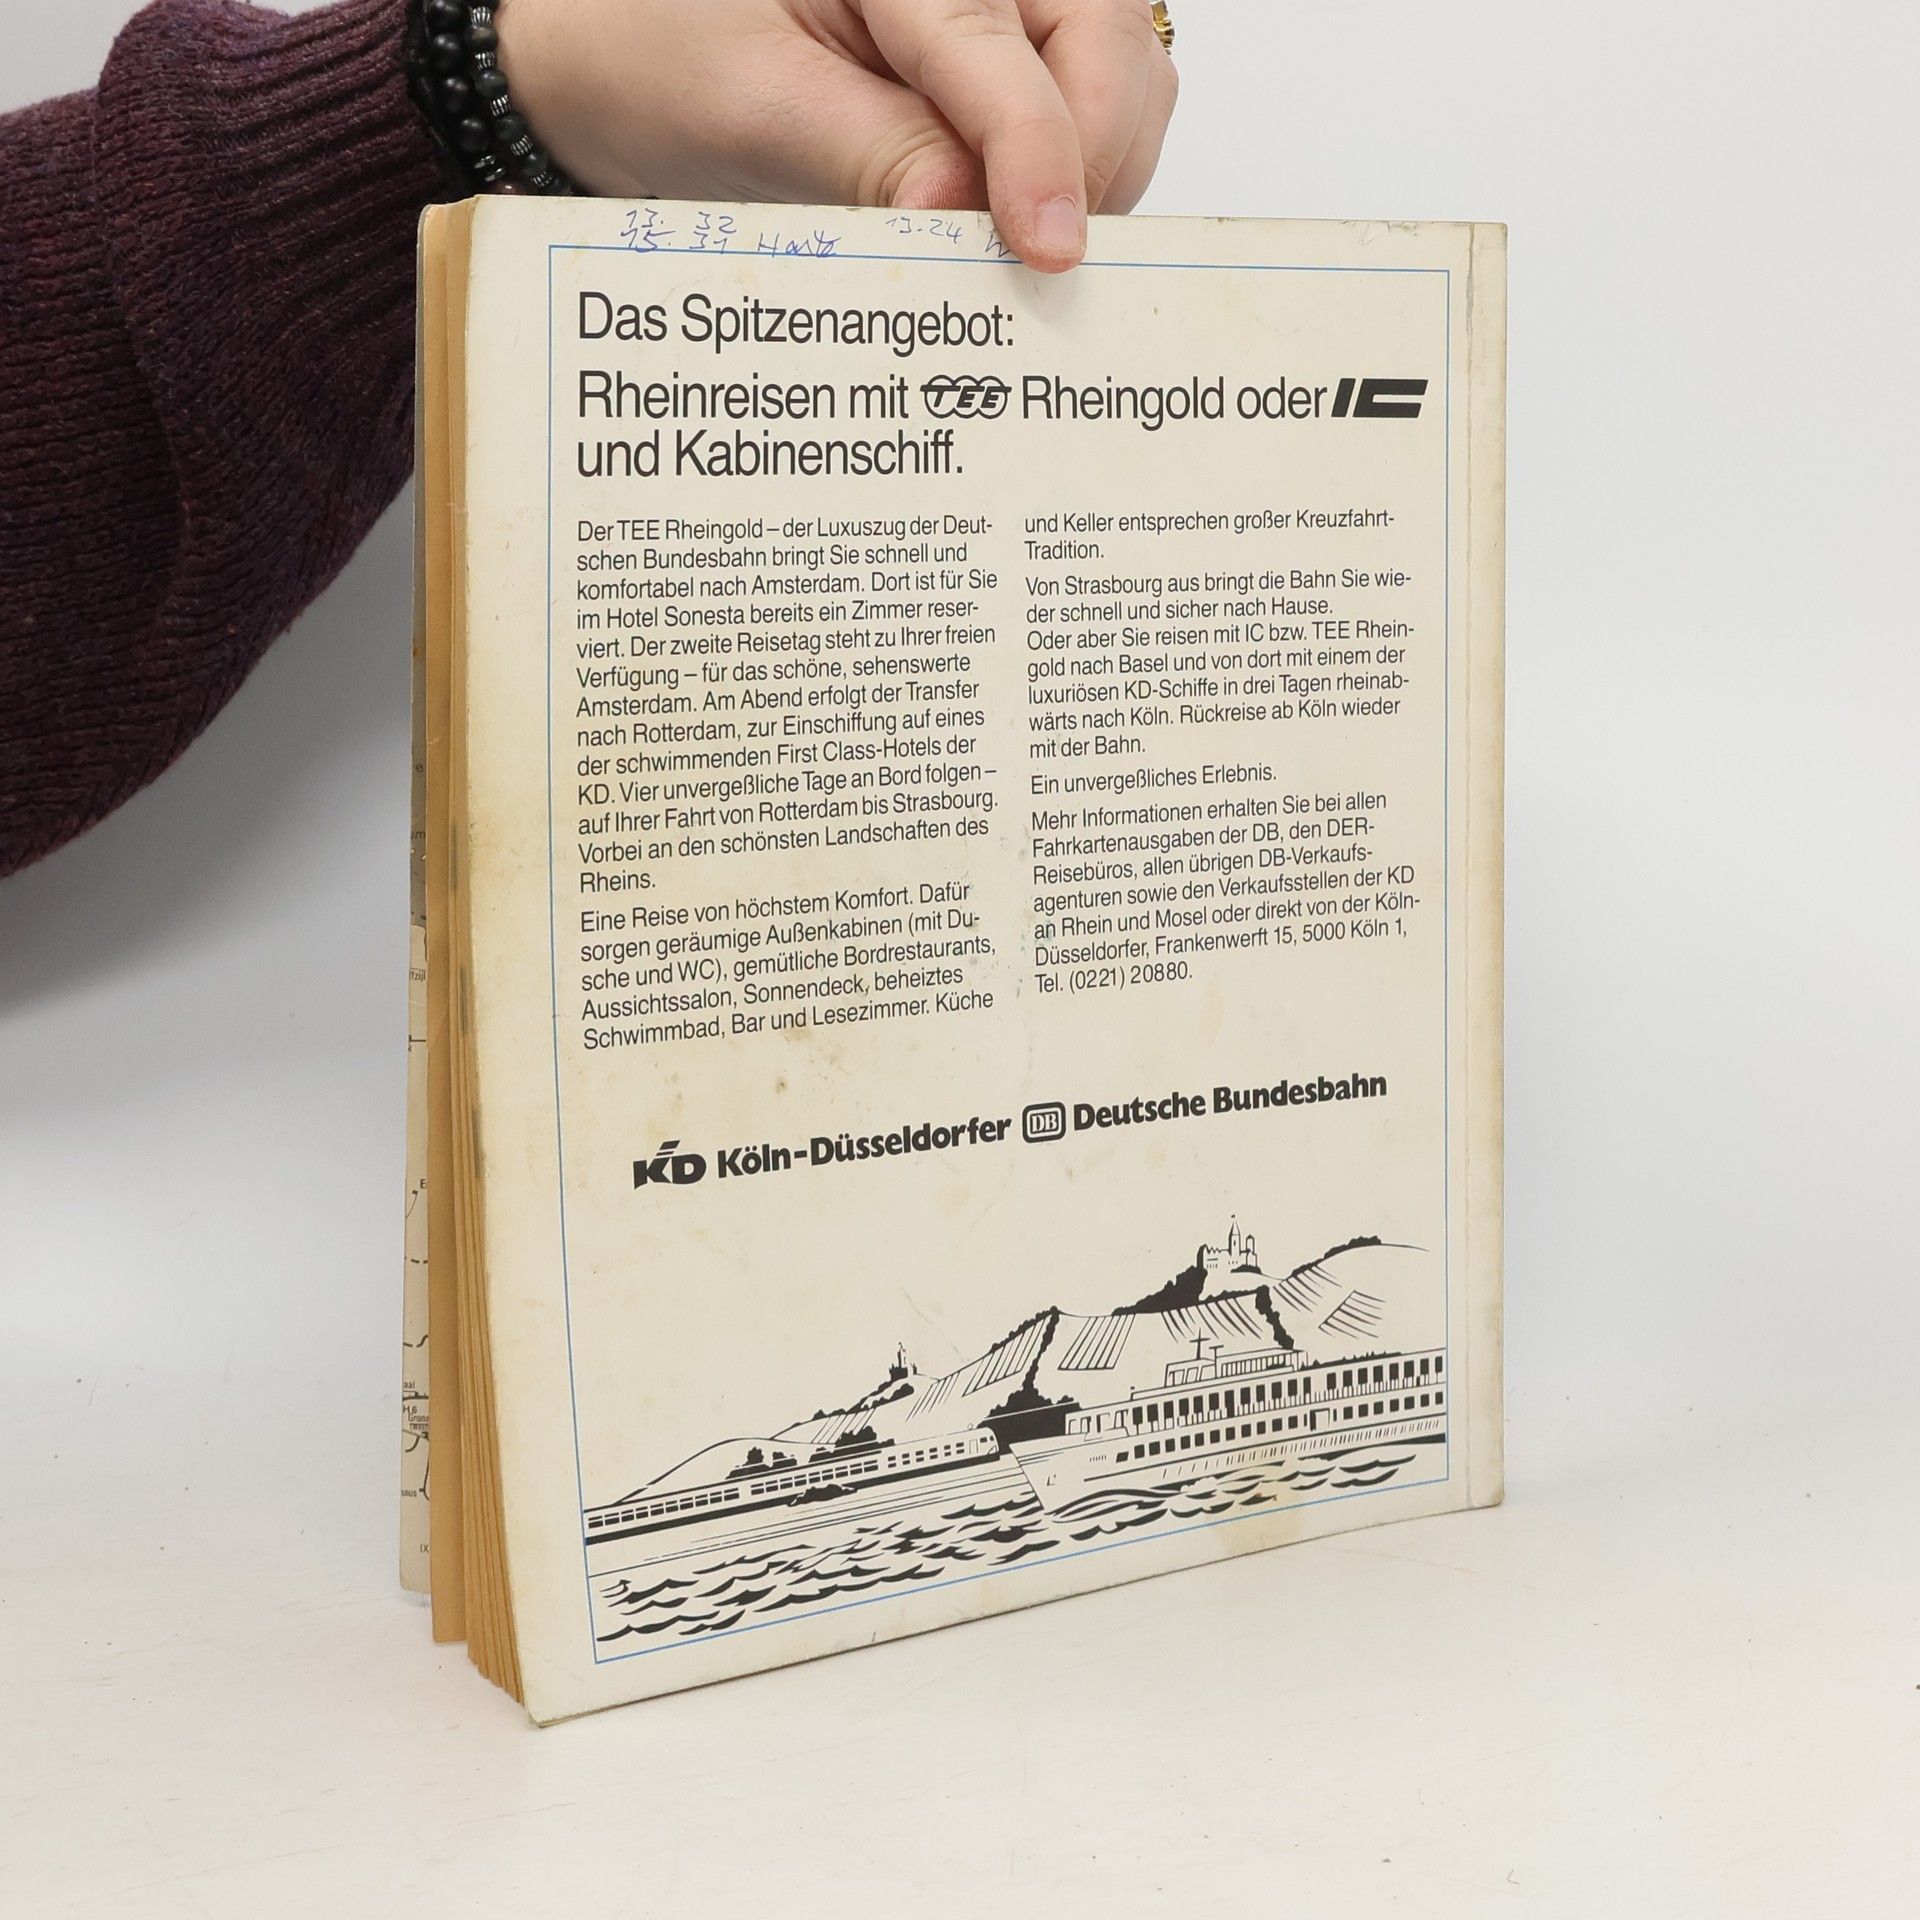 13. 32 13.24
15. 31
Das Spitzenangebot:
Rheinreisen mit TEE Rheingold oder IC
und Kabinenschiff.
Der TEE Rheingold – der Luxuszug der Deut-
schen Bundesbahn bringt Sie schnell und
komfortabel nach Amsterdam. Dort ist für Sie
im Hotel Sonesta bereits ein Zimmer reser-
viert. Der zweite Reisetag steht zu Ihrer freien
Verfügung – für das schöne, sehenswerte
Amsterdam. Am Abend erfolgt der Transfer
nach Rotterdam, zur Einschiffung auf eines
der schwimmenden First Class-Hotels der
KD. Vier unvergeßliche Tage an Bord folgen –
auf Ihrer Fahrt von Rotterdam bis Strasbourg.
Vorbei an den schönsten Landschaften des
Rheins.
Eine Reise von höchstem Komfort. Dafür
sorgen geräumige Außenkabinen (mit Du-
sche und WC), gemütliche Bordrestaurants,
Aussichtssalon, Sonnendeck, beheiztes
Schwimmbad, Bar und Lesezimmer. Küche
und Keller entsprechen großer Kreuzfahrt-
Tradition.
Von Strasbourg aus bringt die Bahn Sie wie-
der schnell und sicher nach Hause.
Oder aber Sie reisen mit IC bzw. TEE Rhein-
gold nach Basel und von dort mit einem der
luxuriösen KD-Schiffe in drei Tagen rheinab-
wärts nach Köln. Rückreise ab Köln wieder
mit der Bahn.
Ein unvergeßliches Erlebnis.
Mehr Informationen erhalten Sie bei allen
Fahrkartenausgaben der DB, den DER-
Reisebüros, allen übrigen DB-Verkaufs-
agenturen sowie den Verkaufsstellen der KD
an Rhein und Mosel oder direkt von der Köln-
Düsseldorfer, Frankenwerft 15, 5000 Köln 1,
Tel. (0221) 20880.
KD Köln-Düsseldorfer DB Deutsche Bundesbahn